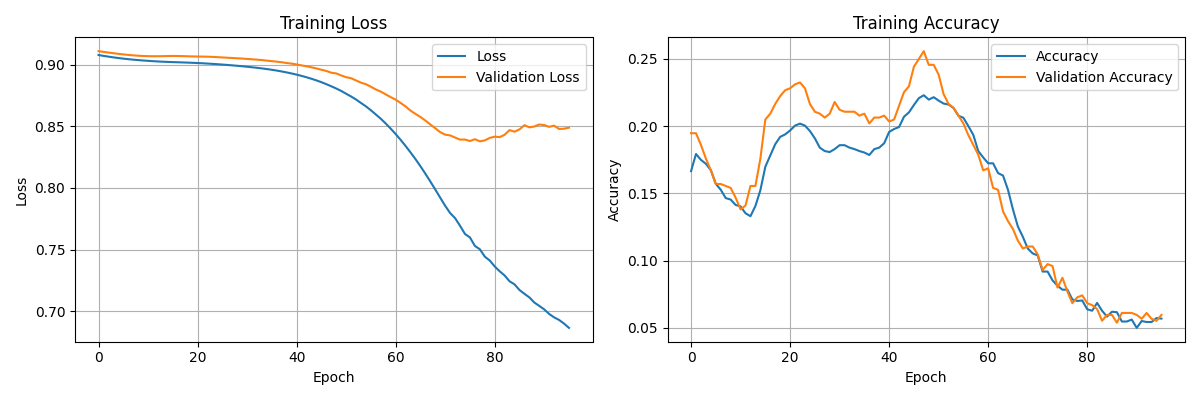 Training Loss
Loss
Validation Loss
0.90
0.85
0.80
0.75
0.70
Loss
0
20
40
60
80
Epoch
Training Accuracy
Accuracy
Validation Accuracy
0.25
0.20
0.15
0.10
0.05
Accuracy
0
20
40
60
80
Epoch